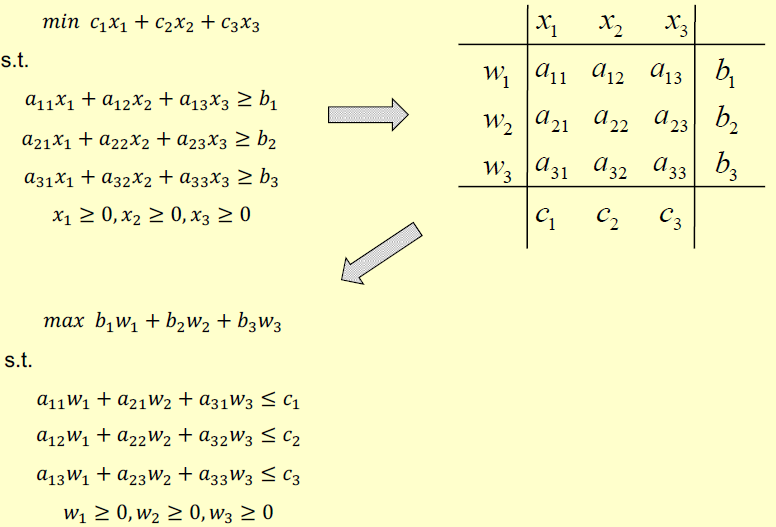 min c₁x₁ + c₂x₂ + c₃x₃
s.t.
a₁₁x₁ + a₁₂x₂ + a₁₃x₃ ≥ b₁
a₂₁x₁ + a₂₂x₂ + a₂₃x₃ ≥ b₂
a₃₁x₁ + a₃₂x₂ + a₃₃x₃ ≥ b₃
x₁ ≥ 0, x₂ ≥ 0, x₃ ≥ 0
x₁ x₂ x₃
w₁ a₁₁ a₁₂ a₁₃ b₁
w₂ a₂₁ a₂₂ a₂₃ b₂
w₃ a₃₁ a₃₂ a₃₃ b₃
c₁ c₂ c₃
max b₁w₁ + b₂w₂ + b₃w₃
s.t.
a₁₁w₁ + a₂₁w₂ + a₃₁w₃ ≤ c₁
a₁₂w₁ + a₂₂w₂ + a₃₂w₃ ≤ c₂
a₁₃w₁ + a₂₃w₂ + a₃₃w₃ ≤ c₃
w₁ ≥ 0, w₂ ≥ 0, w₃ ≥ 0